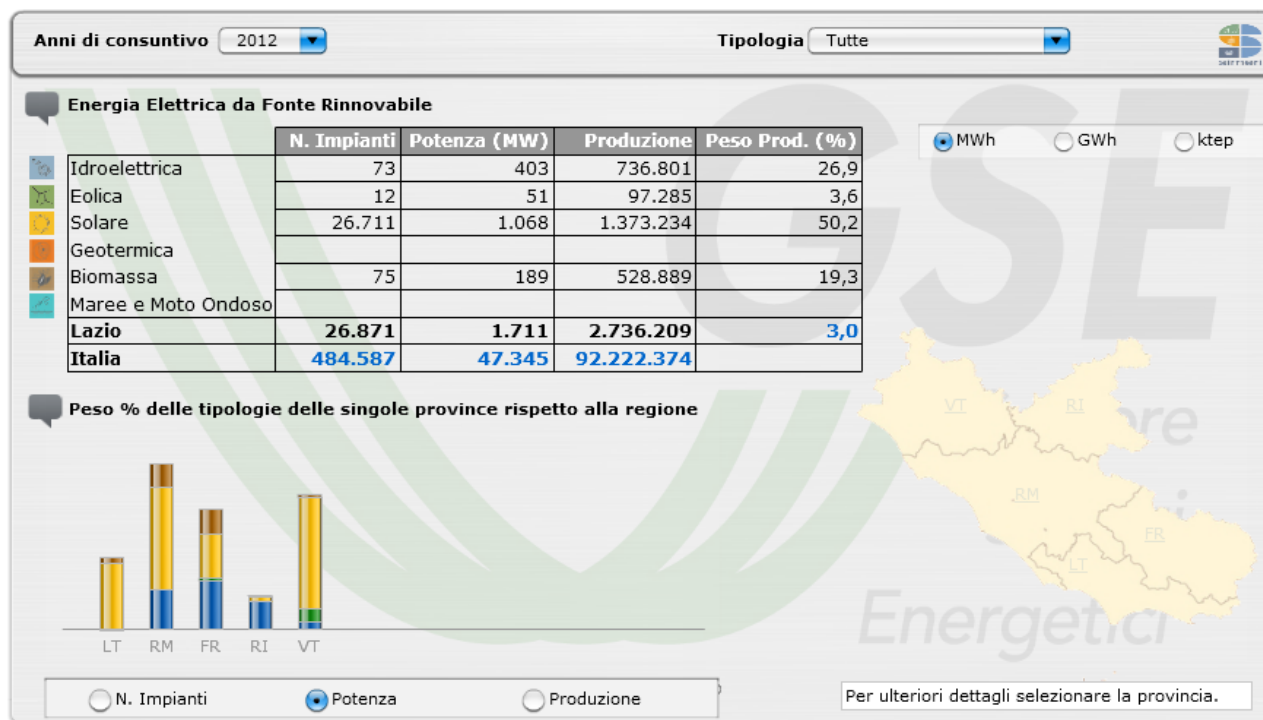 Anni di consuntivo 2012 Tipologia Tutte
Energia Elettrica da Fonte Rinnovabile
N. Impianti Potenza (MW) Produzione Peso Prod. (%)
MWh GWh ktep
Idroelettrica 73 403 736.801 26,9
Eolica 12 51 97.285 3,6
Solare 26.711 1.068 1.373.234 50,2
Geotermica
Biomassa 75 189 528.889 19,3
Maree e Moto Ondoso
Lazio 26.871 1.711 2.736.209 3,0
Italia 484.587 47.345 92.222.374
GSE
Peso % delle tipologie delle singole province rispetto alla regione
VT RI
RM
FR
LT
Energetici
LT RM FR RI VT
N. Impianti Potenza Produzione
Per ulteriori dettagli selezionare la provincia.